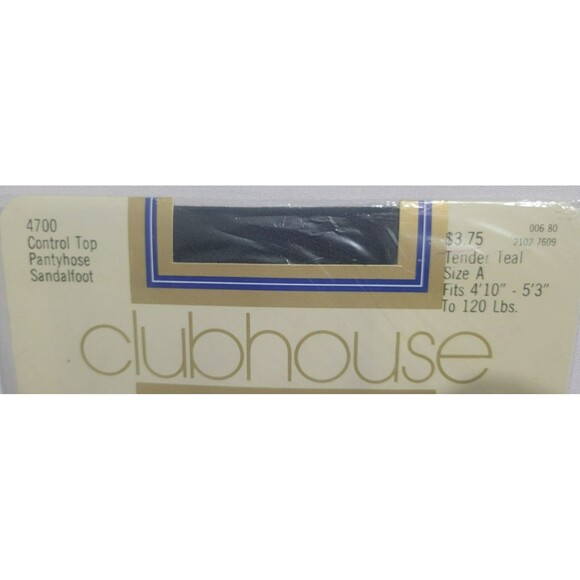 4700
Control Top
Pantyhose
Sandalfoot
006 80
$3.75 2102 7609
Tender Teal
Size A
Fits 4'10" - 5'3"
To 120 Lbs.
clubhouse